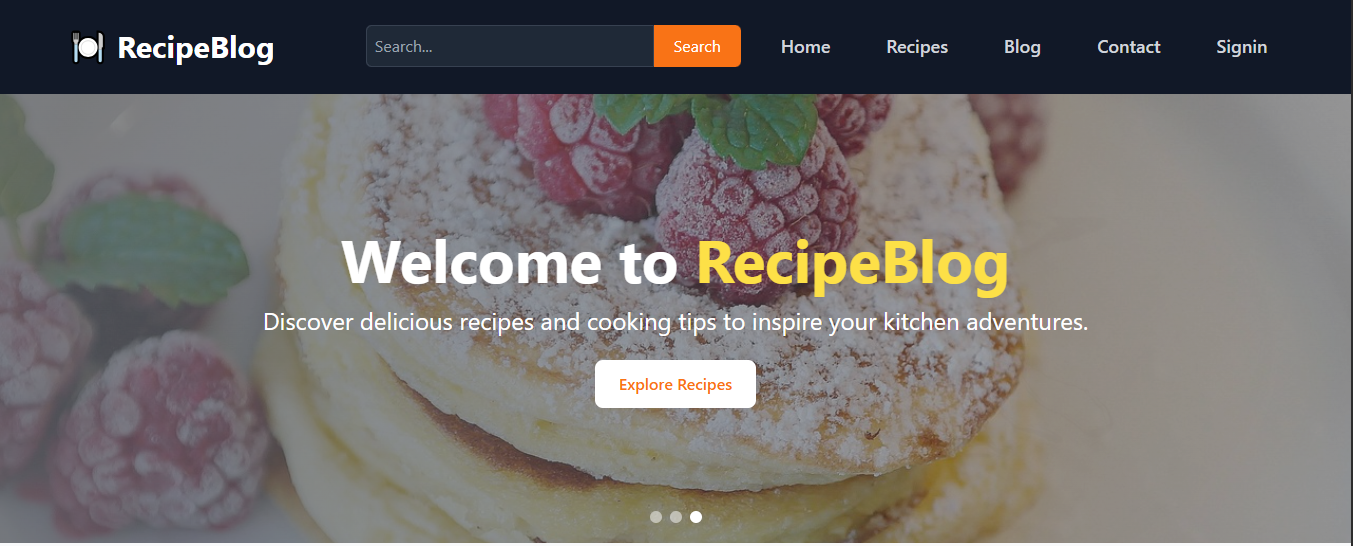 RecipeBlog
Search...
Search
Home
Recipes
Blog
Contact
Signin
Welcome to RecipeBlog
Discover delicious recipes and cooking tips to inspire your kitchen adventures.
Explore Recipes